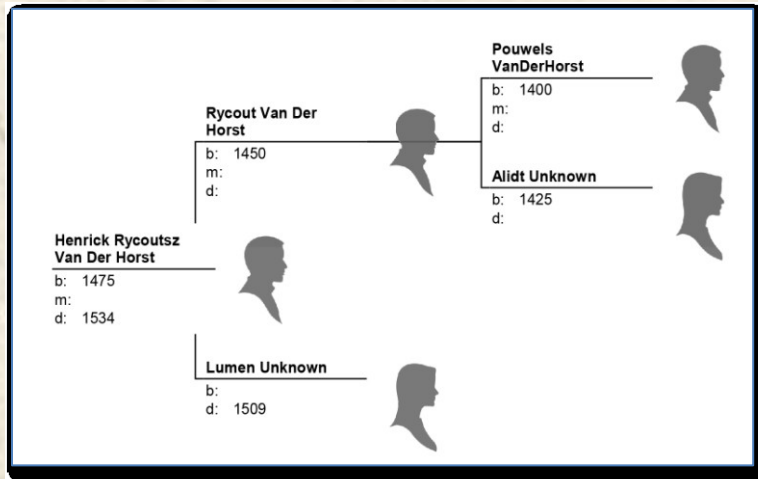 Pouwels
VanDerHorst
b: 1400
m:
d:
Rycout Van Der
Horst
b: 1450
m:
d:
Alidt Unknown
b: 1425
d:
Henrick Rycoutsz
Van Der Horst
b: 1475
m:
d: 1534
Lumen Unknown
b:
d: 1509